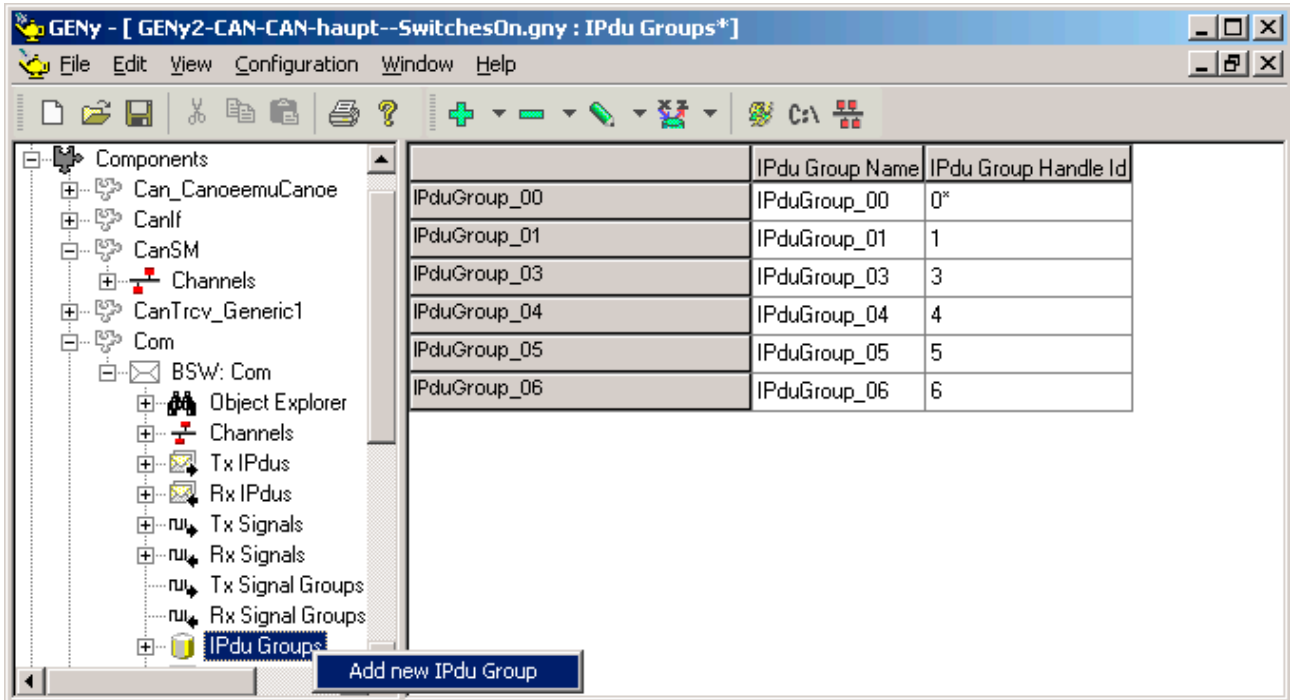 GENy - [ GENy2-CAN-CAN-haupt--SwitchesOn.gny : IPdu Groups*]
File Edit View Configuration Window Help
C:\
Components
Can_CanoeemuCanoe
CanIf
CanSM
Channels
CanTrcv_Generic1
Com
BSW: Com
Object Explorer
Channels
Tx IPdus
Rx IPdus
Tx Signals
Rx Signals
Tx Signal Groups
Rx Signal Groups
IPdu Groups
Add new IPdu Group
IPdu Group Name IPdu Group Handle Id
IPduGroup_00 IPduGroup_00 0*
IPduGroup_01 IPduGroup_01 1
IPduGroup_03 IPduGroup_03 3
IPduGroup_04 IPduGroup_04 4
IPduGroup_05 IPduGroup_05 5
IPduGroup_06 IPduGroup_06 6